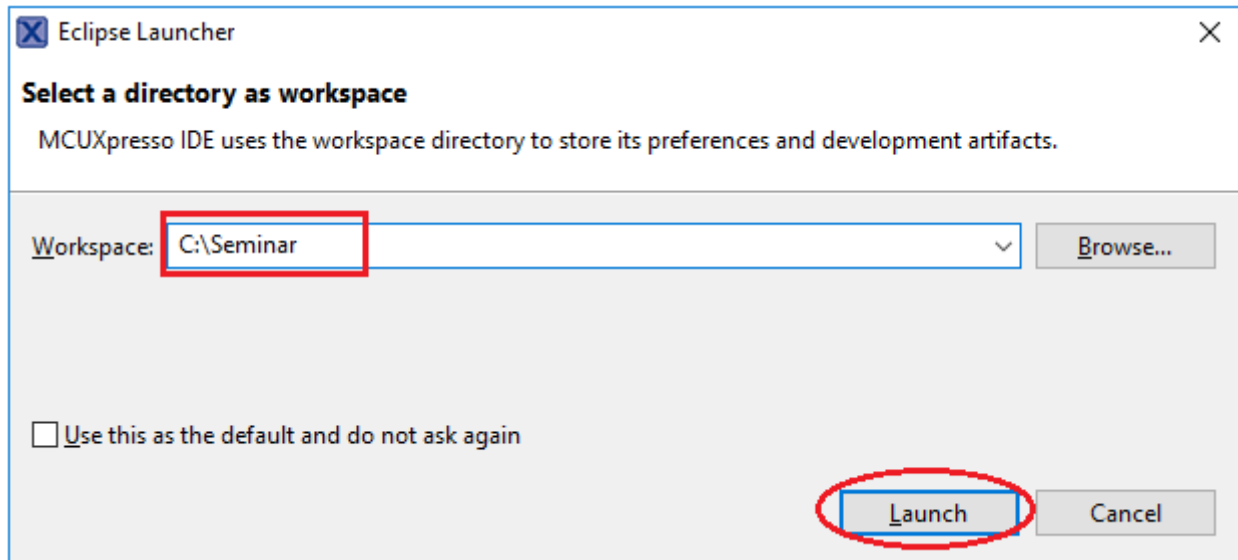 Eclipse Launcher
Select a directory as workspace
MCUXpresso IDE uses the workspace directory to store its preferences and development artifacts.
Workspace: C:\Seminar Browse...
Use this as the default and do not ask again
Launch Cancel